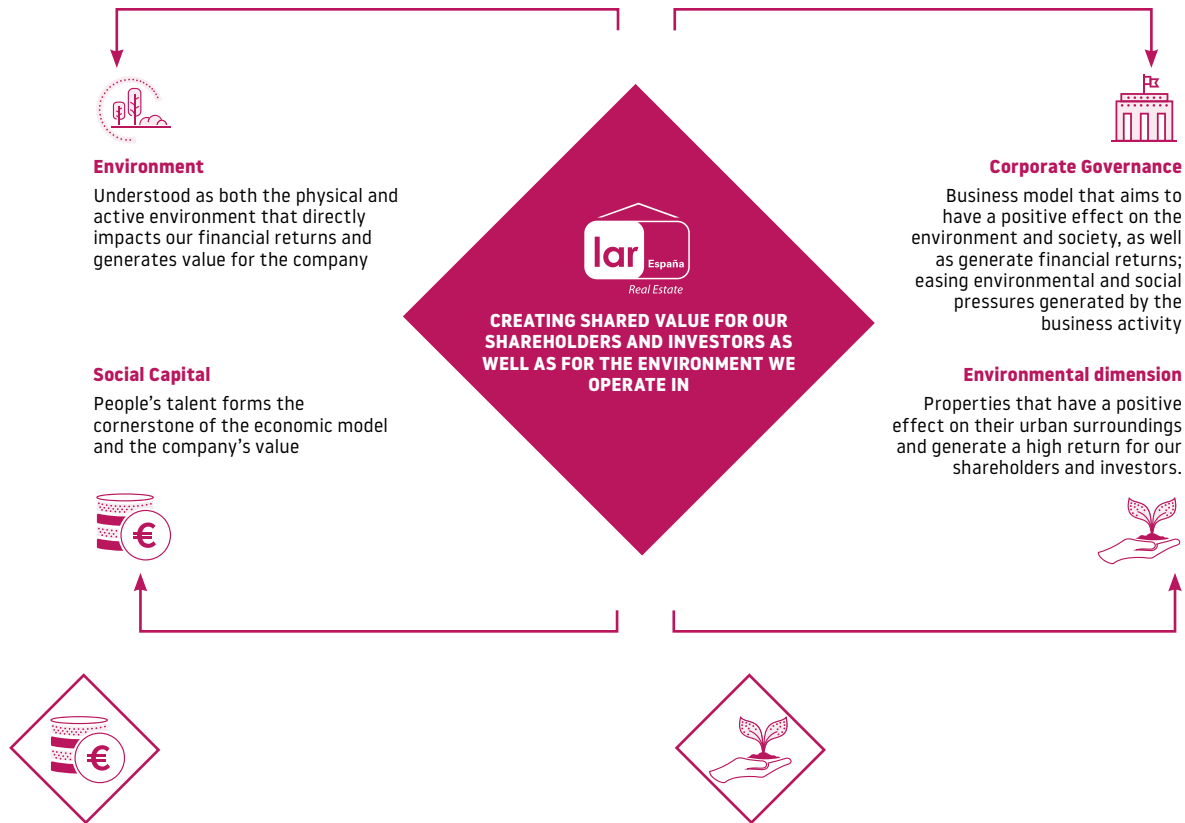 Environment
Understood as both the physical and
active environment that directly
impacts our financial returns and
generates value for the company
Corporate Governance
Business model that aims to
have a positive effect on the
environment and society, as well
as generate financial returns;
easing environmental and social
pressures generated by the
business activity
lar
España
Real Estate
CREATING SHARED VALUE FOR OUR
SHAREHOLDERS AND INVESTORS AS
WELL AS FOR THE ENVIRONMENT WE
OPERATE IN
Social Capital
People’s talent forms the
cornerstone of the economic model
and the company’s value
Environmental dimension
Properties that have a positive
effect on their urban surroundings
and generate a high return for our
shareholders and investors.
€
€